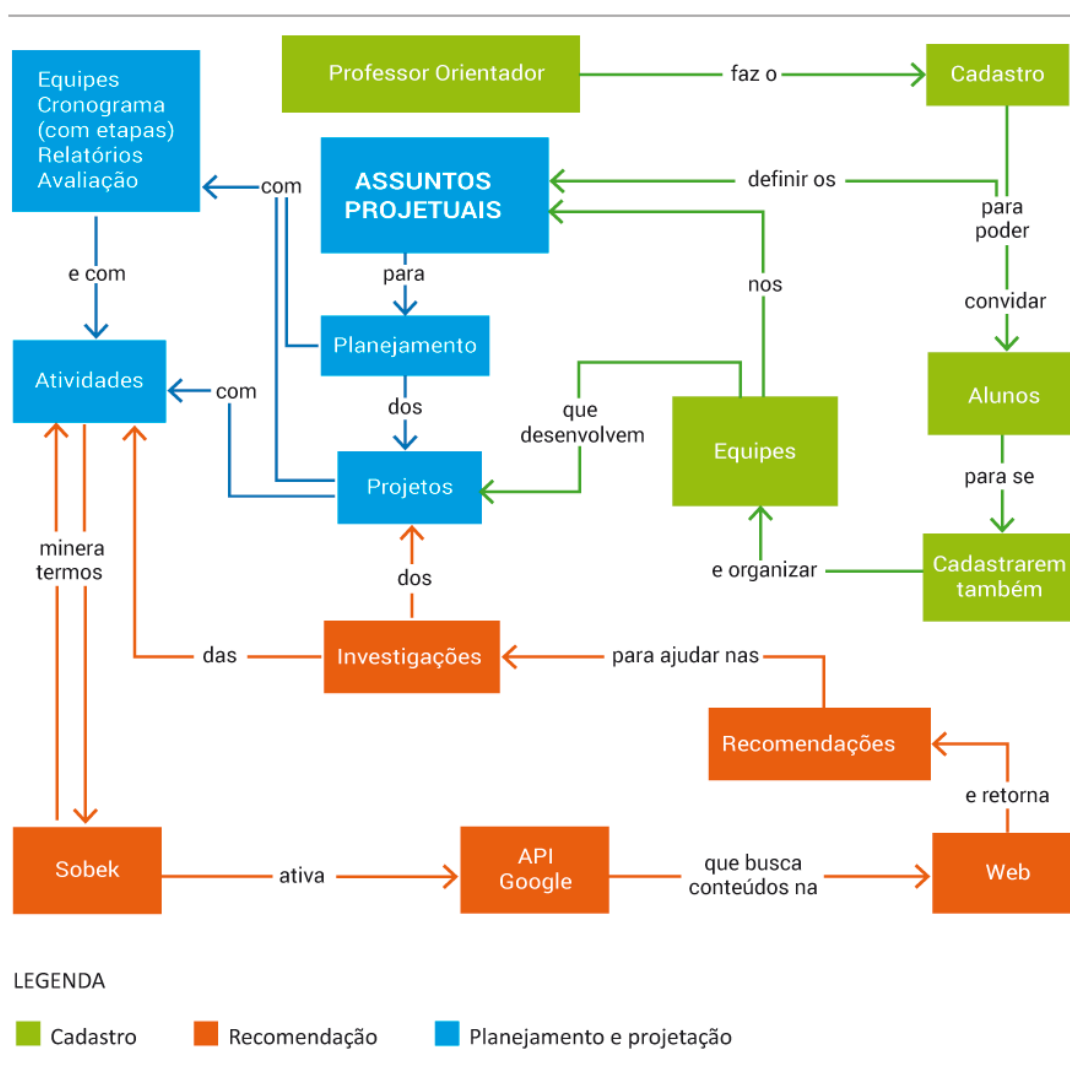 Professor Orientador
faz o
Cadastro
Equipes
Cronograma
(com etapas)
Relatórios
Avaliação
com
ASSUNTOS
PROJETUAIS
definir os
para
poder
e com
para
nos
convidar
Planejamento
Atividades
com
dos
que
desenvolvem
Alunos
Equipes
para se
Projetos
minera
termos
dos
e organizar
Cadastrarem
também
das
Investigações
para ajudar nas
Recomendações
e retorna
Sobek
ativa
API
Google
que busca
conteúdos na
Web
LEGENDA
Cadastro
Recomendação
Planejamento e projetação